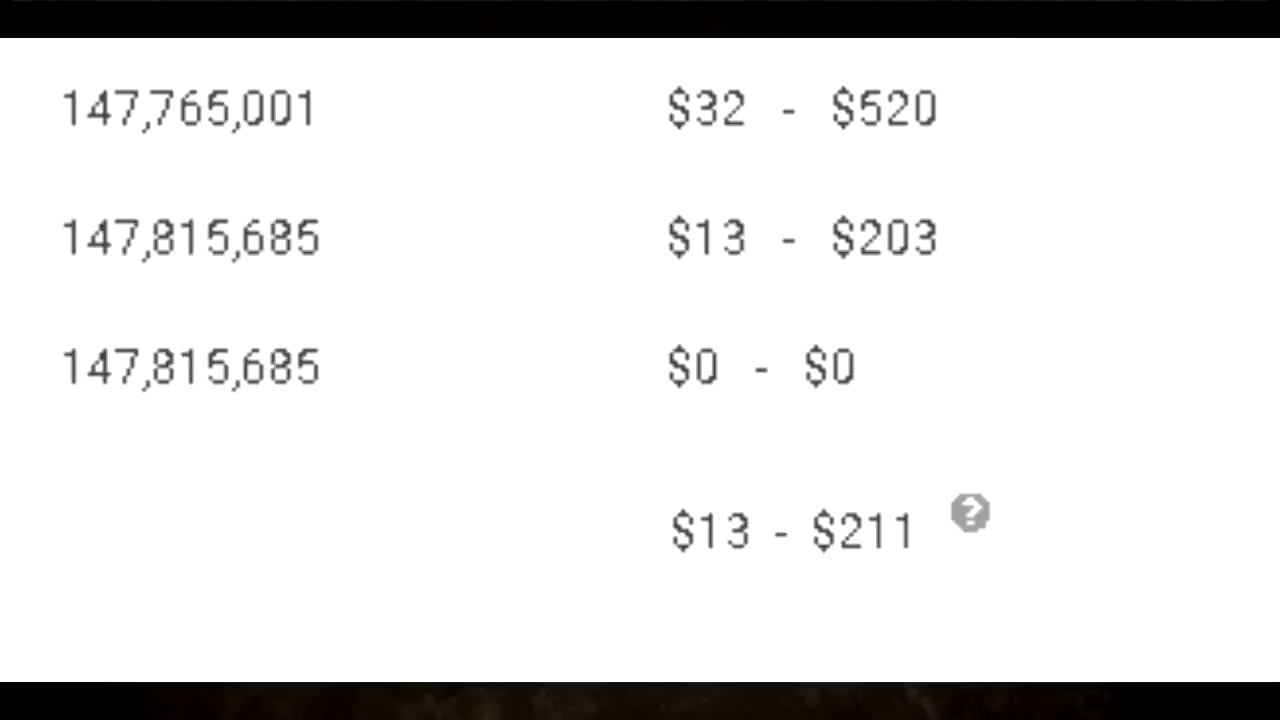 147,765,001 $32 - $520
147,815,685 $13 - $203
147,815,685 $0 - $0
$13 - $211 ?